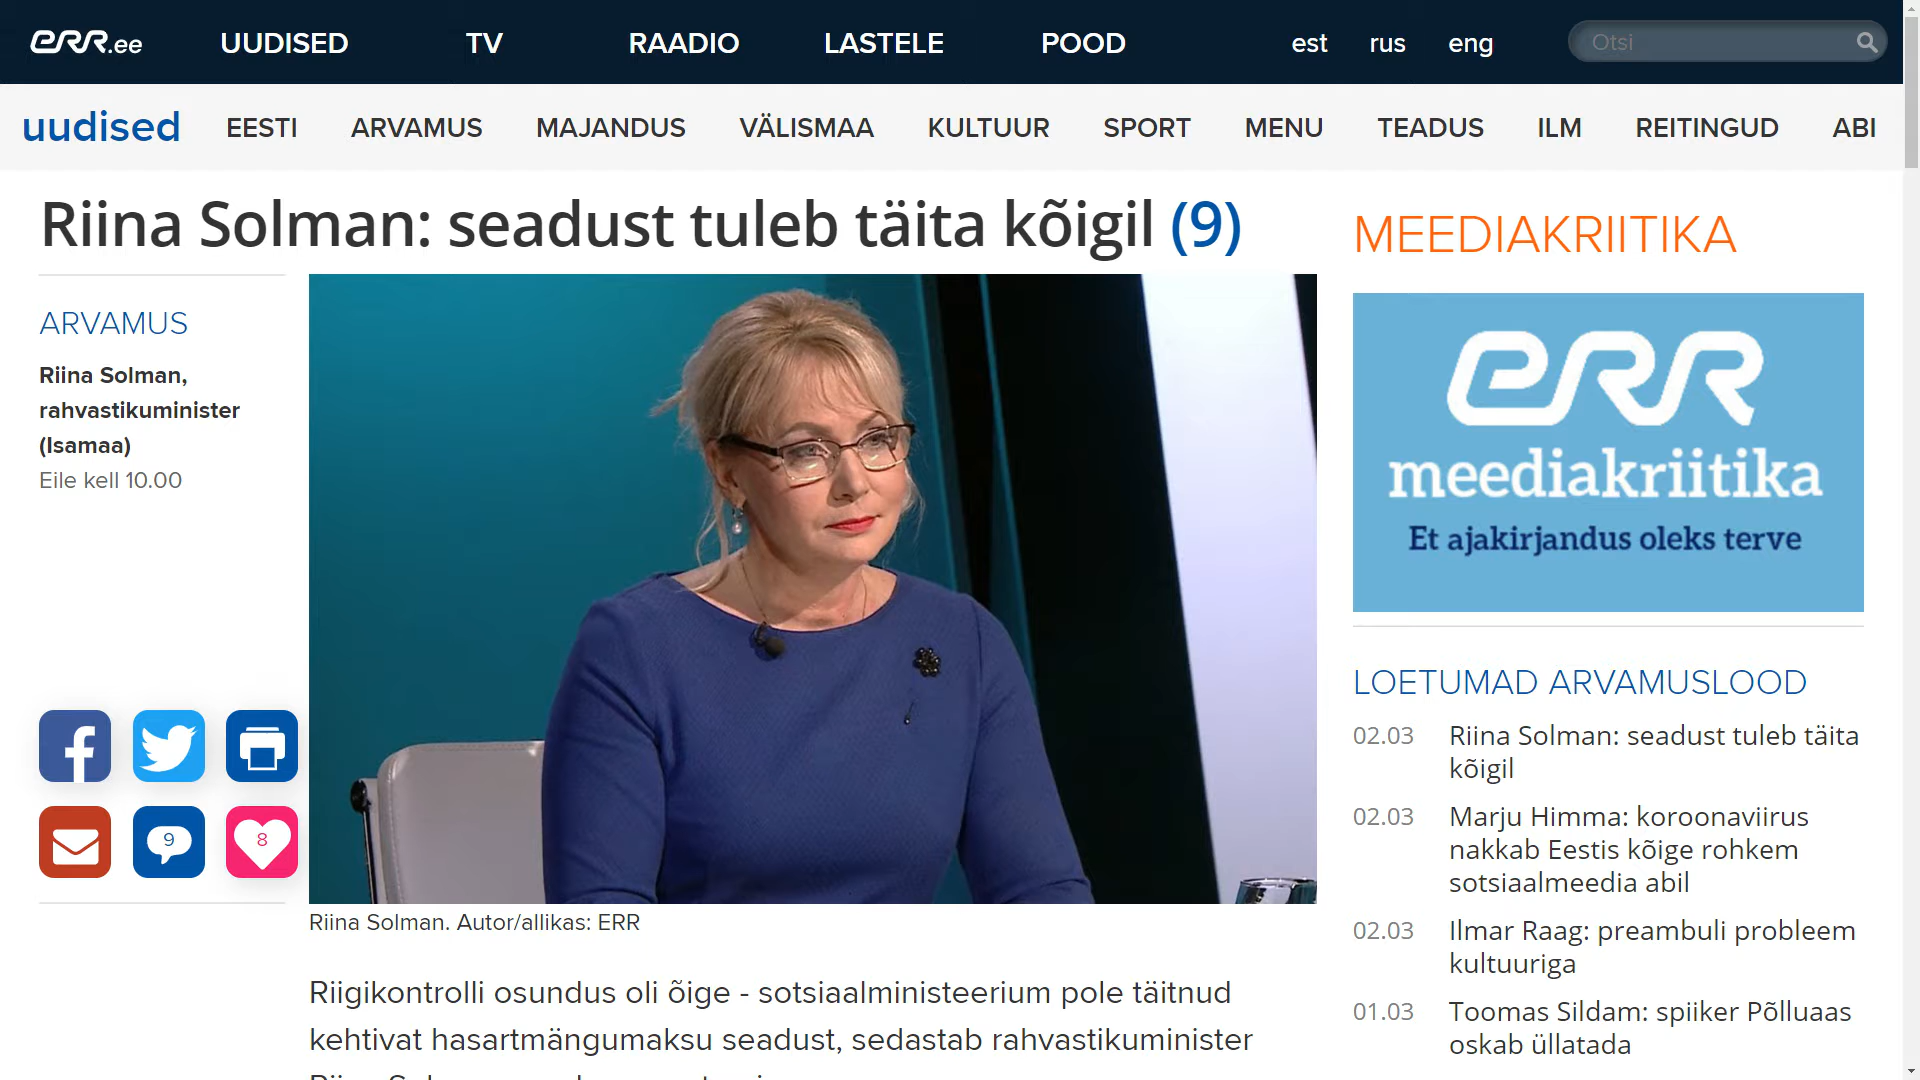 err.ee UUDISED TV RAADIO LASTELE POOD est rus eng Otsi
uudised EESTI ARVAMUS MAJANDUS VÄLISMAA KULTUUR SPORT MENU TEADUS ILM REITINGUD ABI
Riina Solman: seadust tuleb täita kõigil (9)
ARVAMUS
Riina Solman,
rahvastikuminister
(Isamaa)
Eile kell 10.00
9
8
Riina Solman. Autor/allikas: ERR
Riigikontrolli osundus oli õige - sotsiaalministeerium pole täitnud
kehtivat hasartmängumaksu seadust, sedastab rahvastikuminister
MEEDIAKRIITIKA
err
meediakriitika
Et ajakirjandus oleks terve
LOETUMAD ARVAMUSLOOD
02.03 Riina Solman: seadust tuleb täita
kõigil
02.03 Marju Himma: koroonaviirus
nakkab Eestis kõige rohkem
sotsiaalmeedia abil
02.03 Ilmar Raag: preambuli probleem
kultuuriga
01.03 Toomas Sildam: spiiker Põlluaas
oskab üllatada